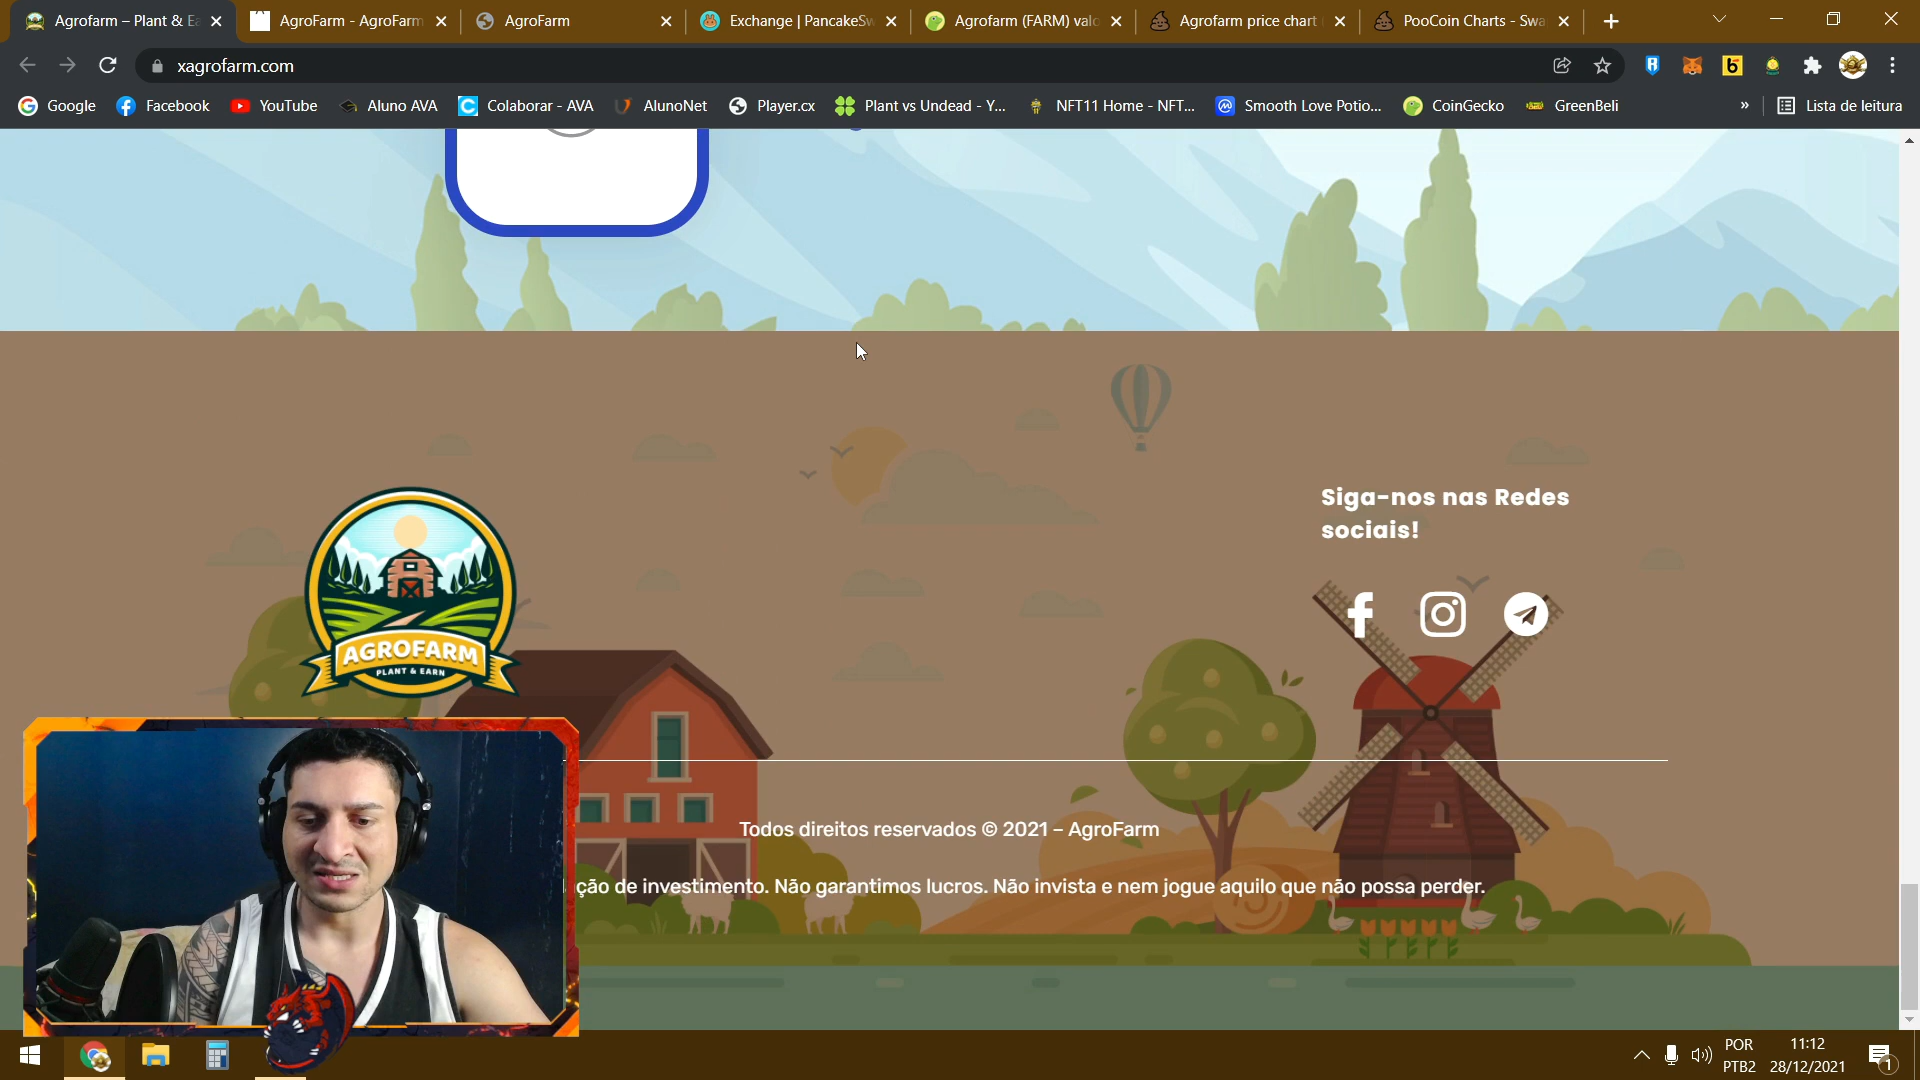 Agrofarm – Plant & Ea
AgroFarm - AgroFarm
AgroFarm
Exchange | PancakeSw
Agrofarm (FARM) valo
Agrofarm price chart
PooCoin Charts - Swa
xagrofarm.com
Google
Facebook
YouTube
Aluno AVA
Colaborar - AVA
AlunoNet
Player.cx
Plant vs Undead - Y...
NFT11 Home - NFT...
Smooth Love Potio...
CoinGecko
GreenBeli
»
Lista de leitura
Siga-nos nas Redes
sociais!
AGROFARM
PLANT & EARN
Todos direitos reservados © 2021 – AgroFarm
ção de investimento. Não garantimos lucros. Não invista e nem jogue aquilo que não possa perder.
POR
PTB2
11:12
28/12/2021
1